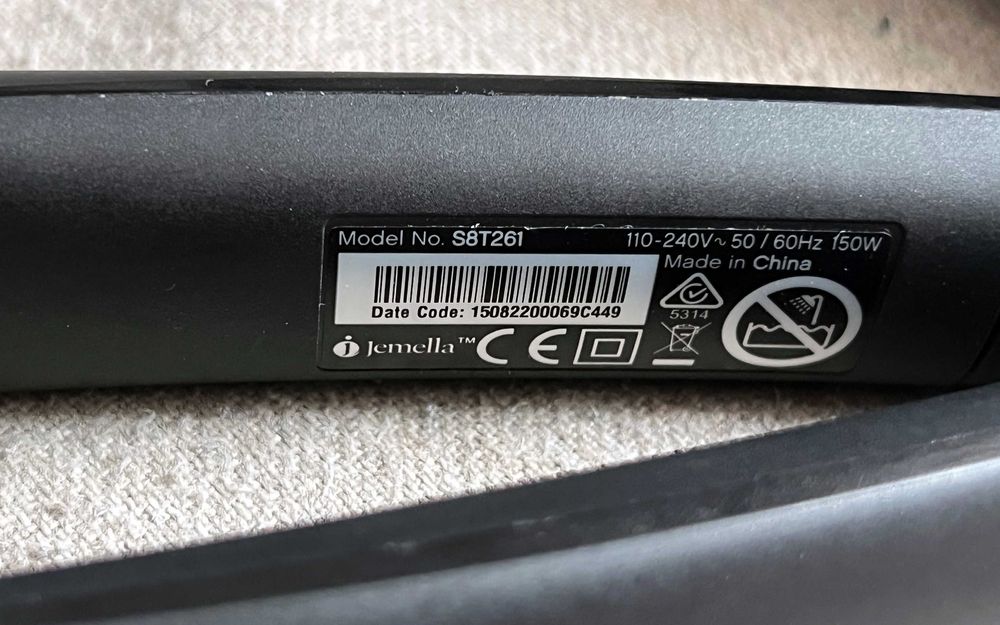 Model No. S8T261
110-240V~ 50 / 60Hz 150W
Made in China
Date Code: 15082200069C449
5314
Jemella™ CE